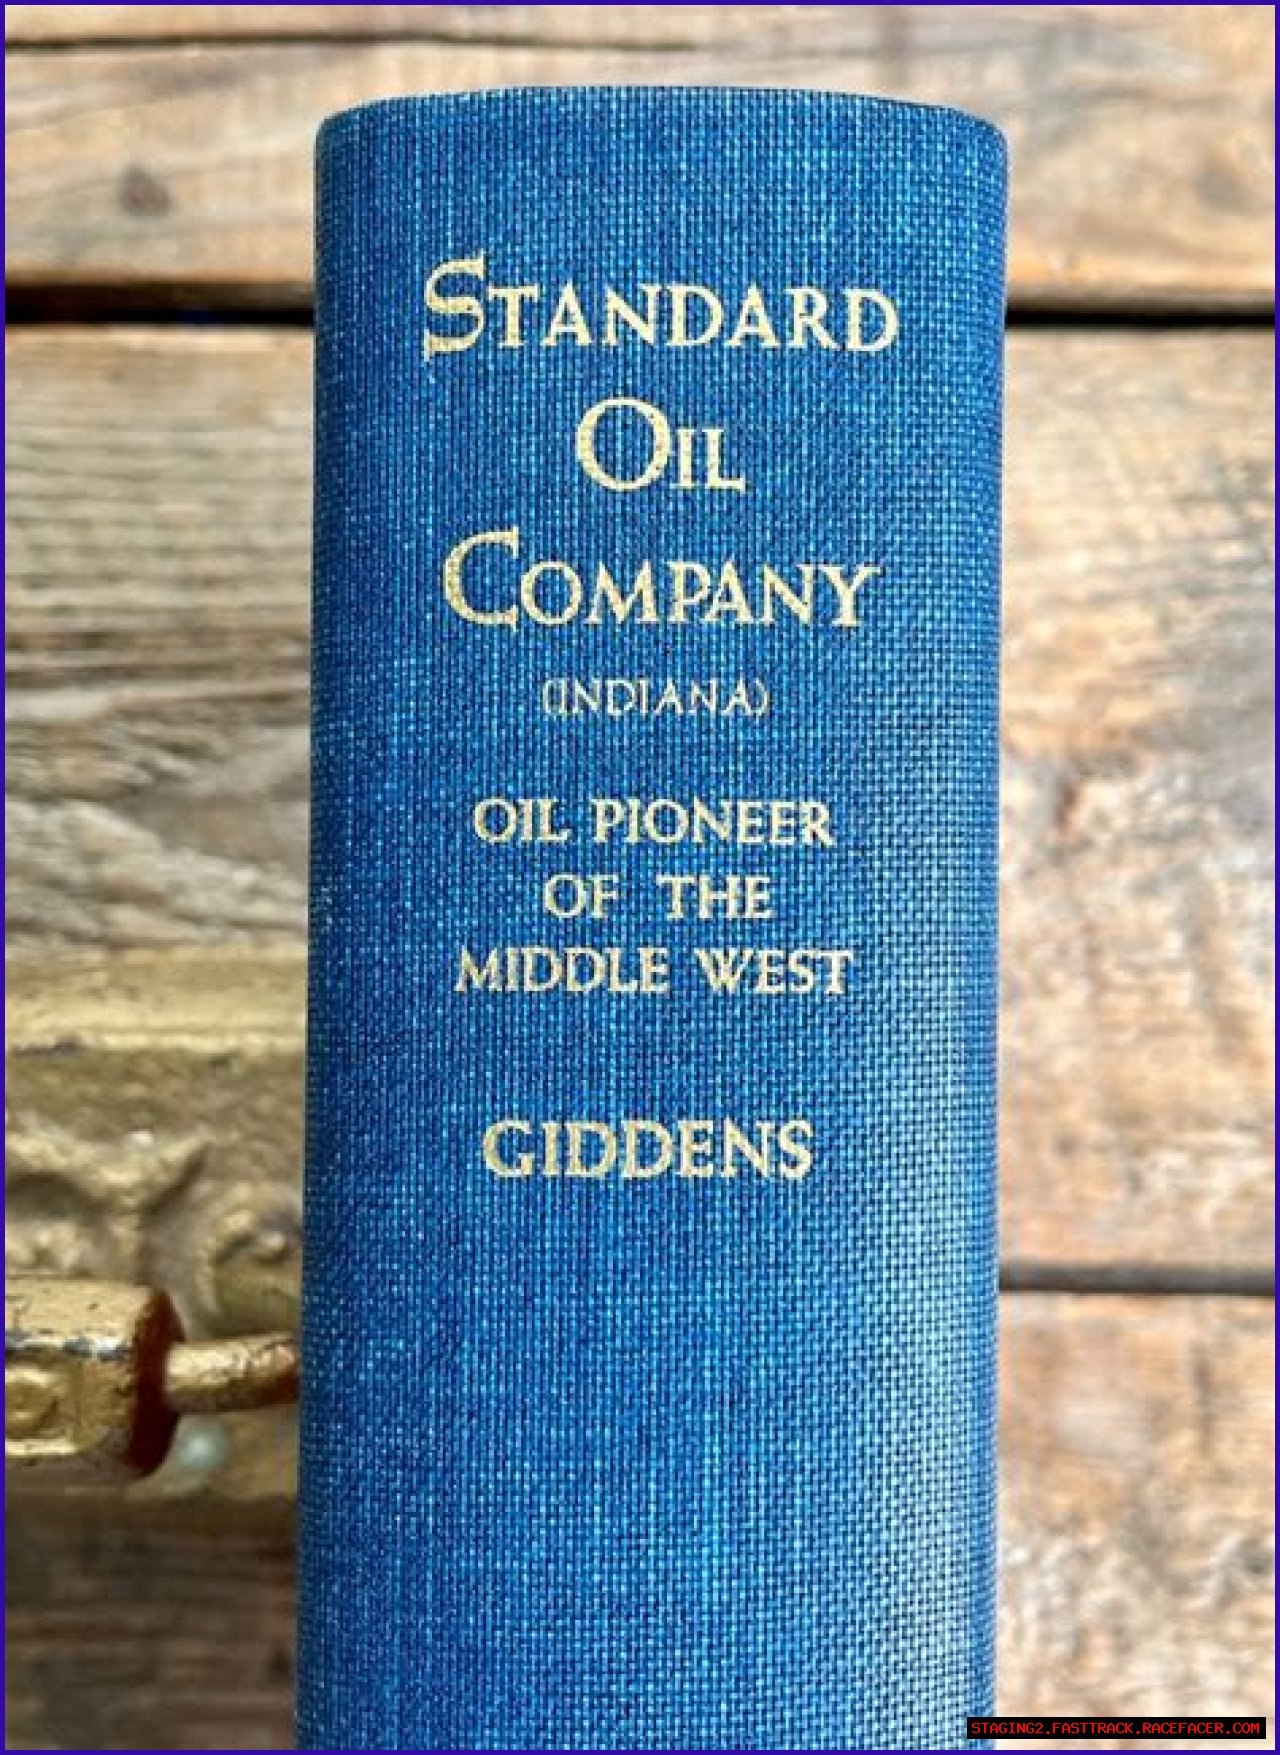 STANDARD
OIL
COMPANY
(INDIANA)
OIL PIONEER
OF THE
MIDDLE WEST
GIDDENS
STAGING2.FASTTRACK.RACEFACER.COM